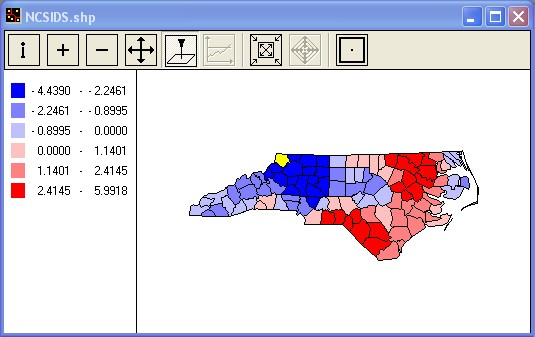 NCSIDS.shp
i + −
-4.4390 - -2.2461
-2.2461 - -0.8995
-0.8995 - 0.0000
0.0000 - 1.1401
1.1401 - 2.4145
2.4145 - 5.9918